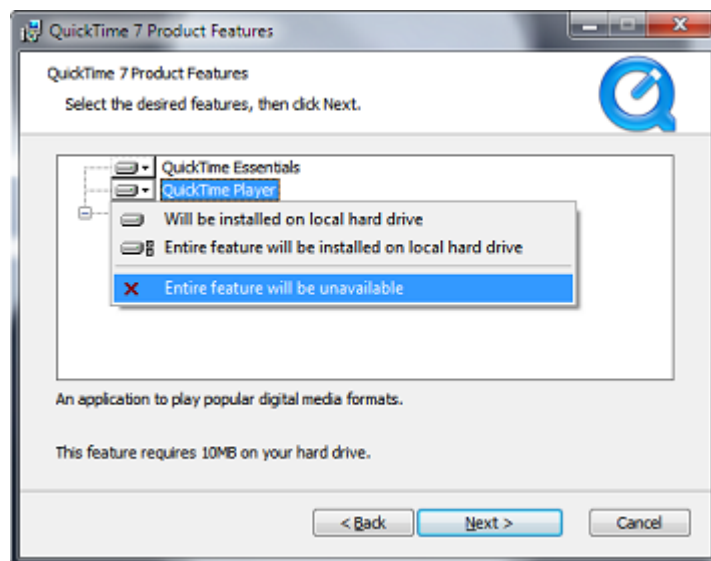 QuickTime 7 Product Features
QuickTime 7 Product Features
Select the desired features, then click Next.
QuickTime Essentials
QuickTime Player
Will be installed on local hard drive
Entire feature will be installed on local hard drive
Entire feature will be unavailable
An application to play popular digital media formats.
This feature requires 10MB on your hard drive.
< Back
Next >
Cancel